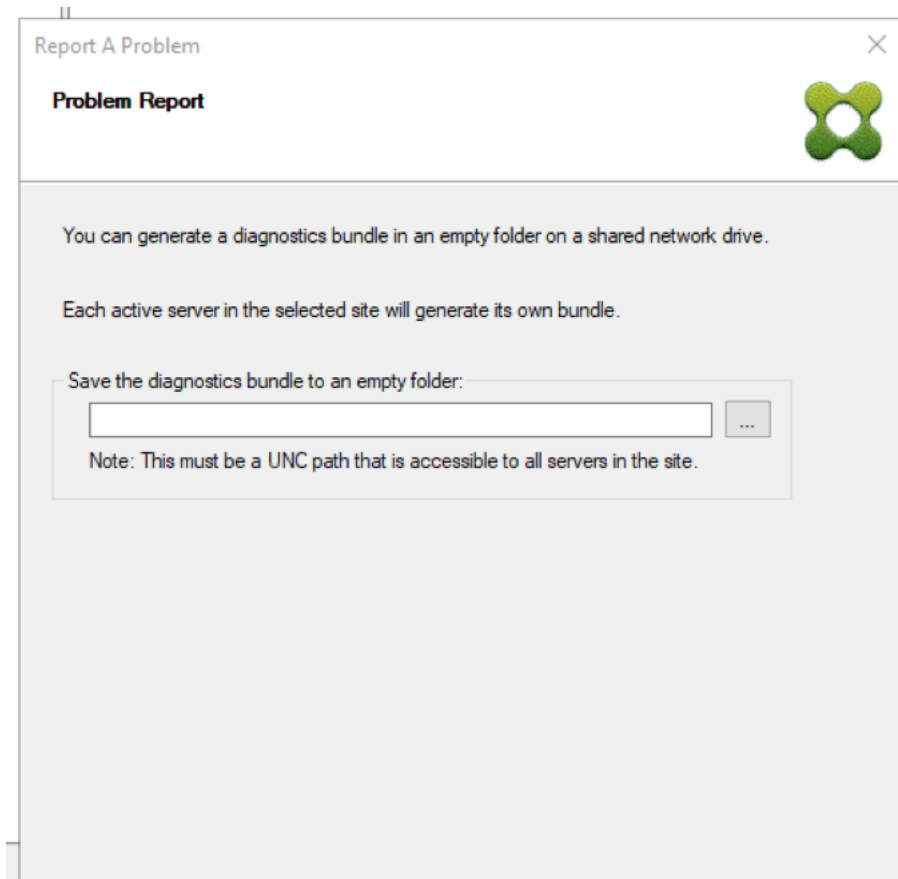 Report A Problem
Problem Report
You can generate a diagnostics bundle in an empty folder on a shared network drive.
Each active server in the selected site will generate its own bundle.
Save the diagnostics bundle to an empty folder:
...
Note: This must be a UNC path that is accessible to all servers in the site.